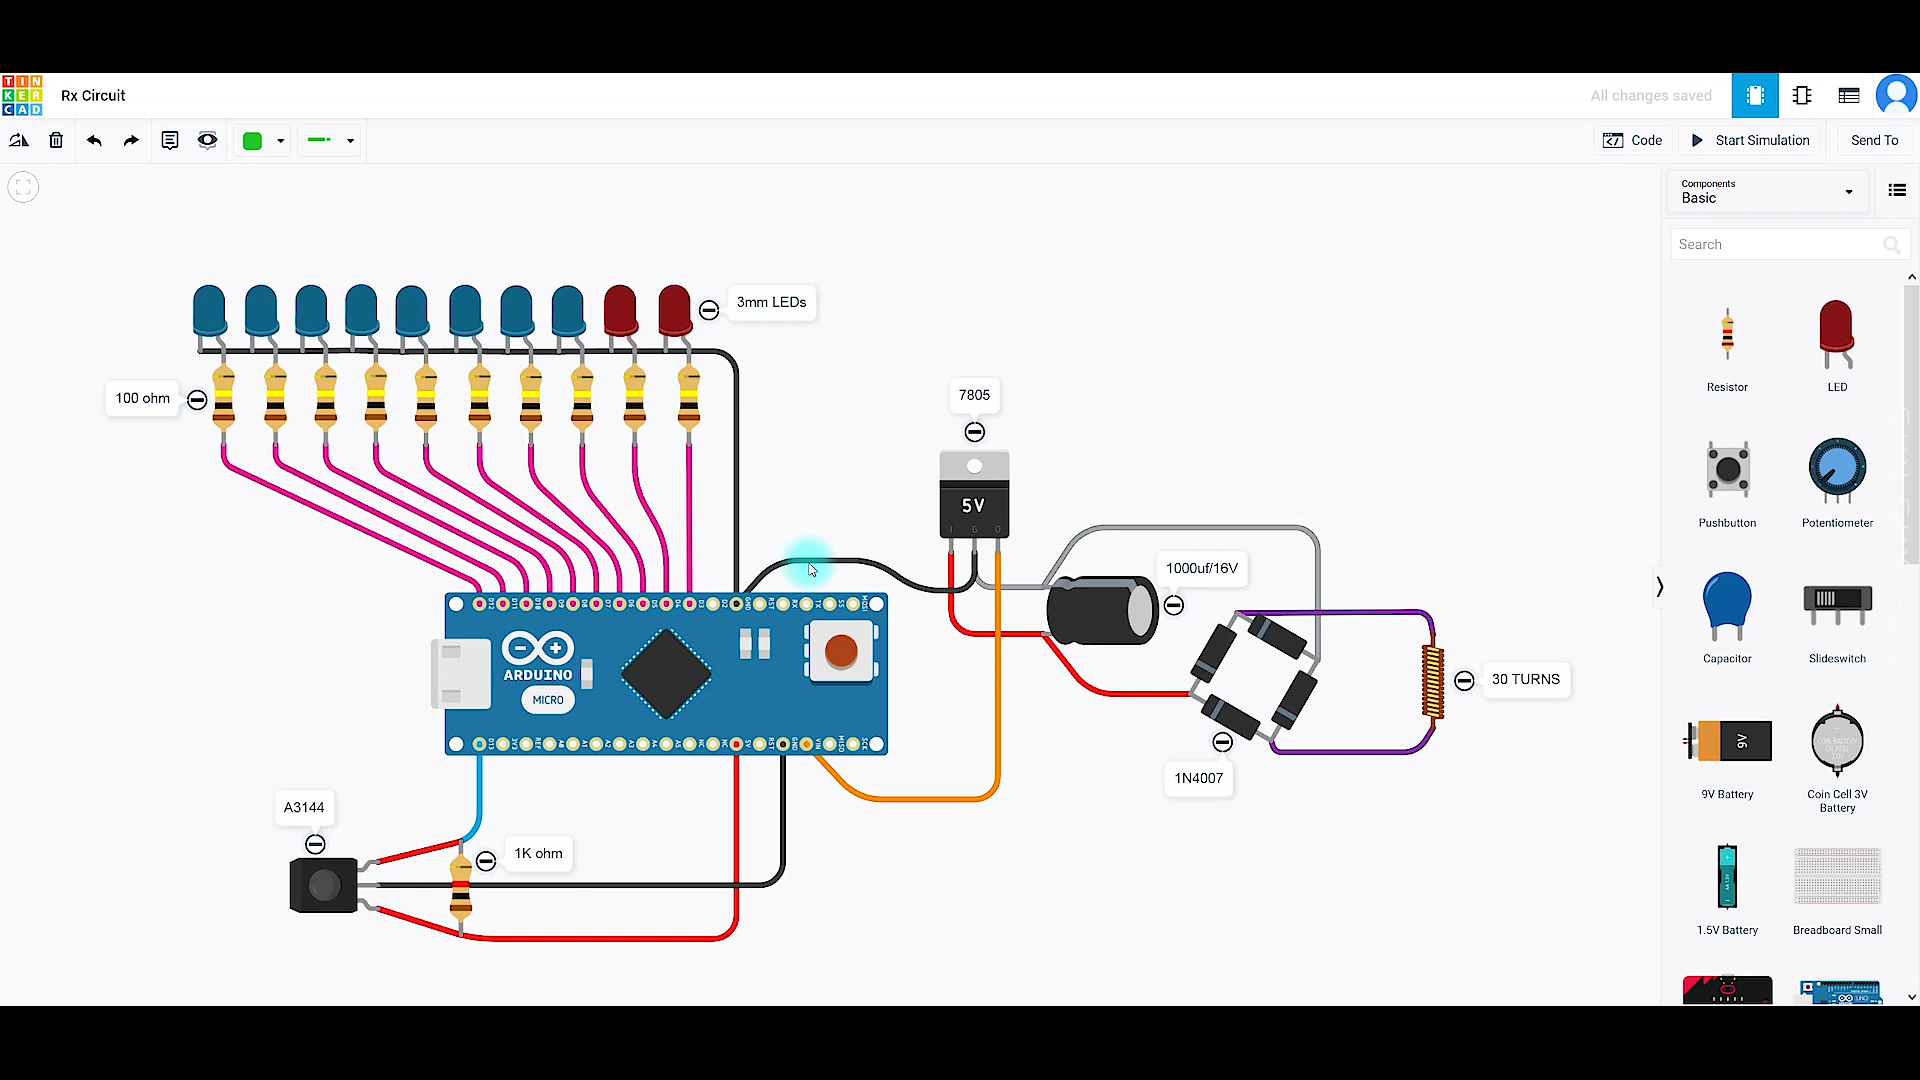 TIN
KER
CAD
Rx Circuit
All changes saved
Code
Start Simulation
Send To
Components
Basic
Search
3mm LEDs
100 ohm
7805
5V
1000uf/16V
30 TURNS
1N4007
ARDUINO
MICRO
A3144
1K ohm
Resistor
LED
Pushbutton
Potentiometer
Capacitor
Slideswitch
9V
9V Battery
Coin Cell 3V
Battery
1.5V Battery
Breadboard Small